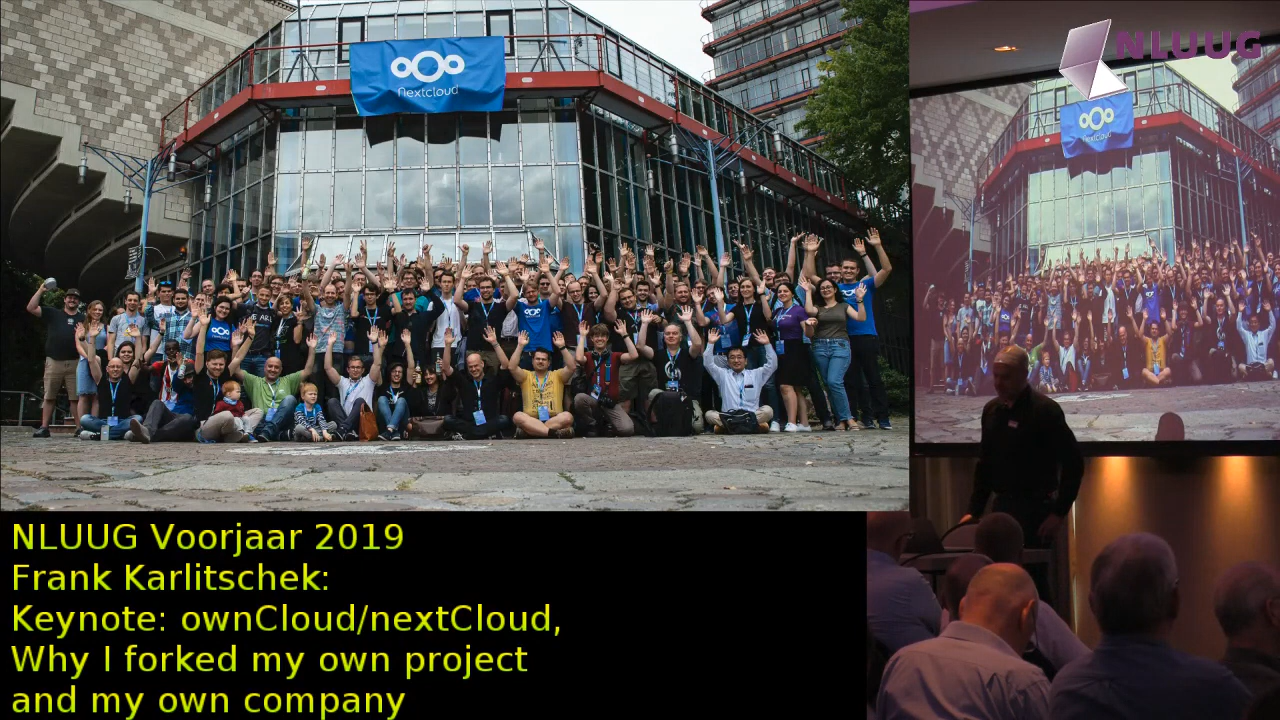 Nextcloud
NLUUG
Nextcloud
NLUUG Voorjaar 2019
Frank Karlitschek:
Keynote: ownCloud/nextCloud,
Why I forked my own project
and my own company